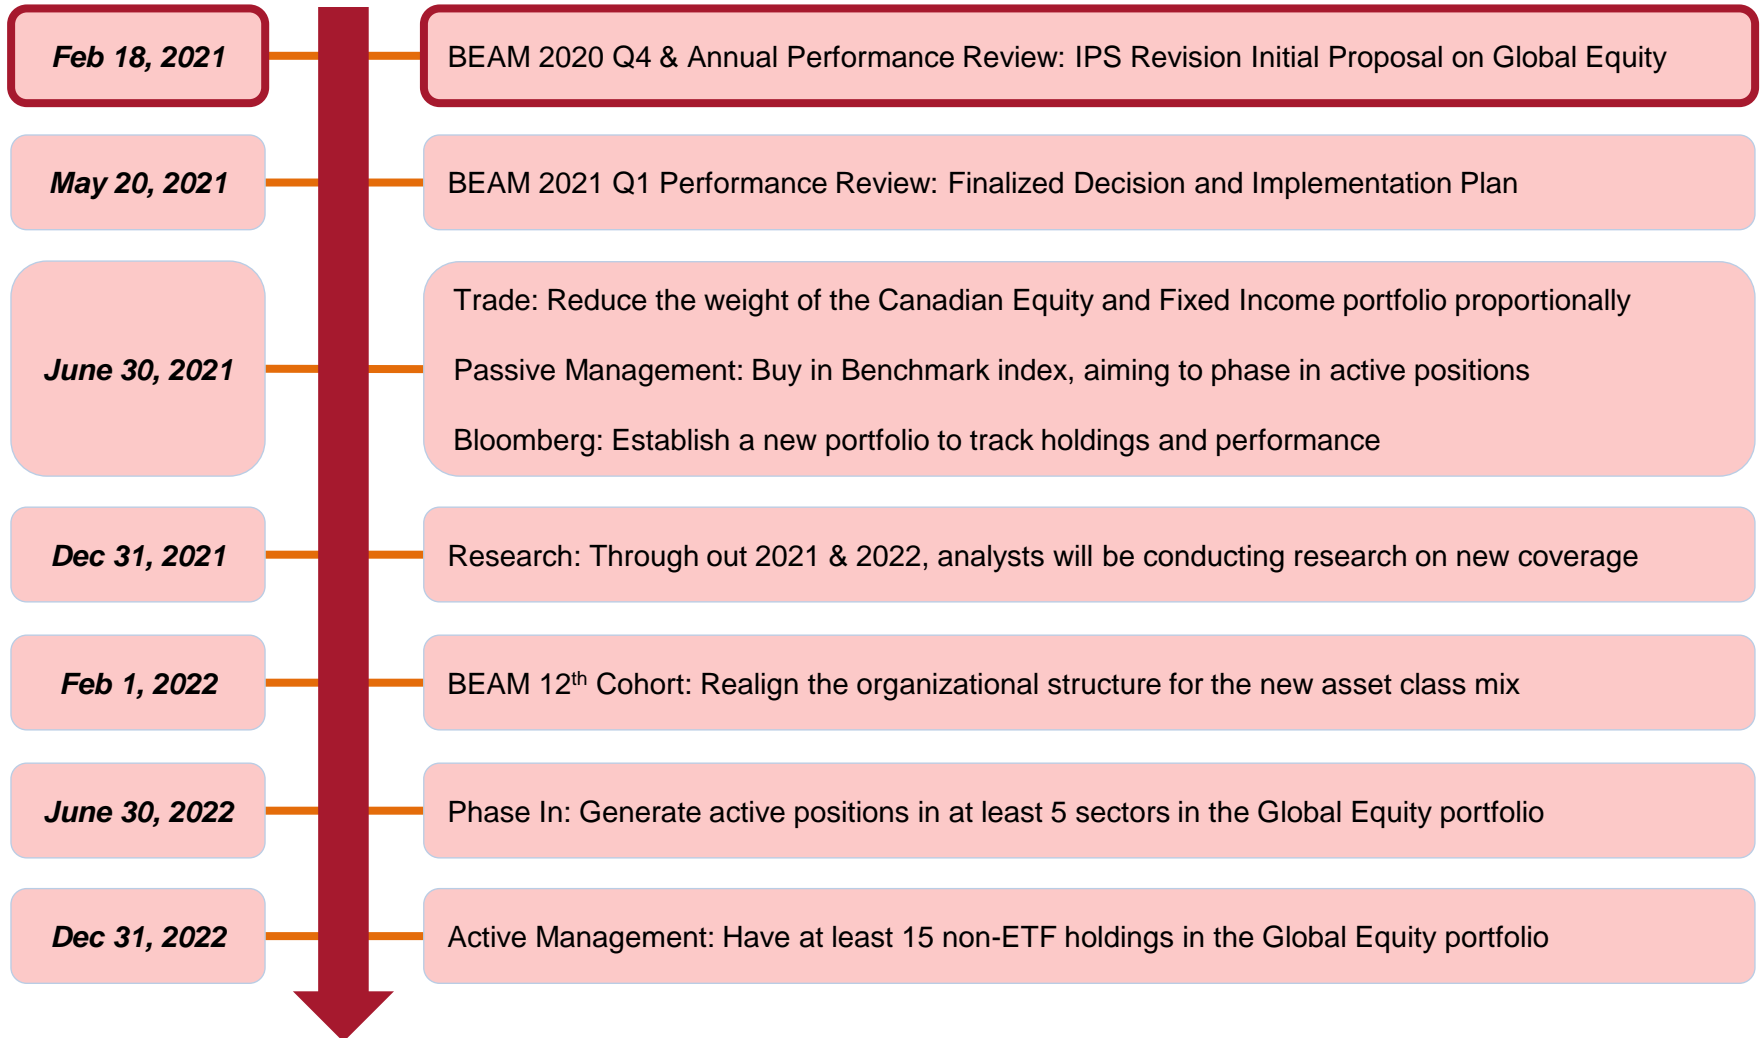 Feb 18, 2021
BEAM 2020 Q4 & Annual Performance Review: IPS Revision Initial Proposal on Global Equity
May 20, 2021
BEAM 2021 Q1 Performance Review: Finalized Decision and Implementation Plan
June 30, 2021
Trade: Reduce the weight of the Canadian Equity and Fixed Income portfolio proportionally
Passive Management: Buy in Benchmark index, aiming to phase in active positions
Bloomberg: Establish a new portfolio to track holdings and performance
Dec 31, 2021
Research: Through out 2021 & 2022, analysts will be conducting research on new coverage
Feb 1, 2022
BEAM 12th Cohort: Realign the organizational structure for the new asset class mix
June 30, 2022
Phase In: Generate active positions in at least 5 sectors in the Global Equity portfolio
Dec 31, 2022
Active Management: Have at least 15 non-ETF holdings in the Global Equity portfolio